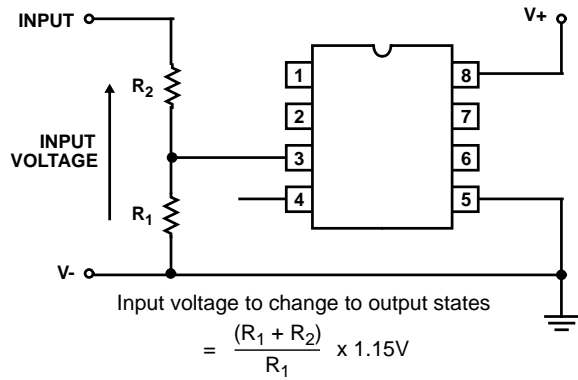 INPUT
V+
R2
INPUT
VOLTAGE
R1
V-
1
2
3
4
8
7
6
5
Input voltage to change to output states
= (R1 + R2) / R1 x 1.15V